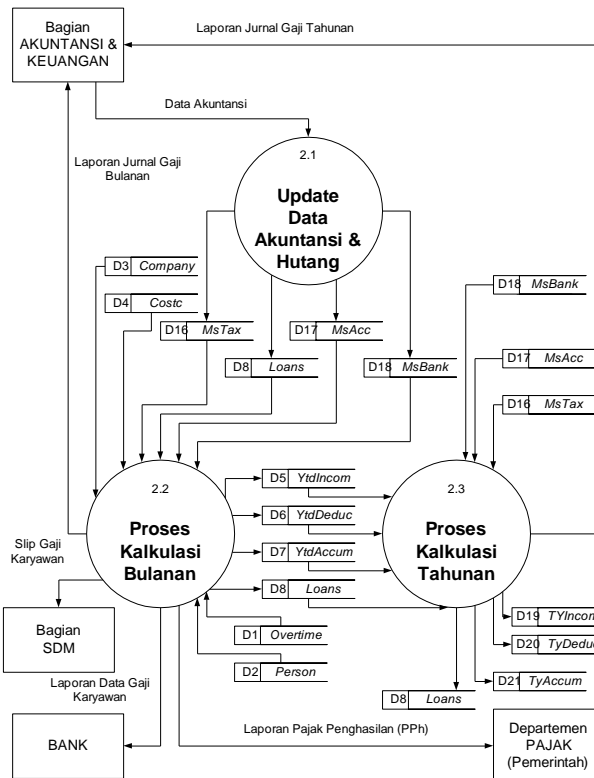 Bagian
AKUNTANSI &
KEUANGAN
Laporan Jurnal Gaji Tahunan
Data Akuntansi
Laporan Jurnal Gaji
Bulanan
2.1
Update
Data
Akuntansi &
Hutang
D3 Company
D4 Costc
D16 MsTax
D8 Loans
D17 MsAcc
D18 MsBank
D18 MsBank
D17 MsAcc
D16 MsTax
2.2
Proses
Kalkulasi
Bulanan
D5 YtdIncom
D6 YtdDeduc
D7 YtdAccum
D8 Loans
D1 Overtime
D2 Person
2.3
Proses
Kalkulasi
Tahunan
Slip Gaji
Karyawan
Bagian
SDM
Laporan Data Gaji
Karyawan
D19 TYIncom
D20 TyDeduc
D21 TyAccum
D8 Loans
BANK
Laporan Pajak Penghasilan (PPh)
Departemen
PAJAK
(Pemerintah)